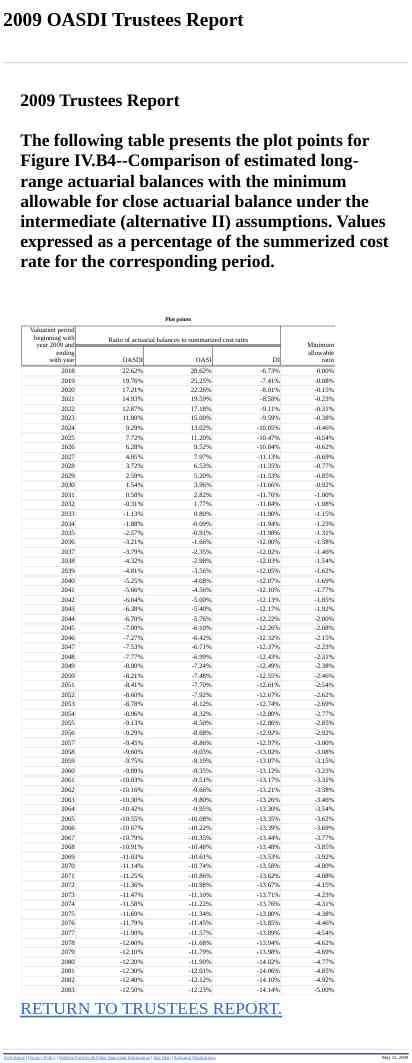 2009 OASDI Trustees Report
2009 Trustees Report
The following table presents the plot points for
Figure IV.B4--Comparison of estimated long-
range actuarial balances with the minimum
allowable for close actuarial balance under the
intermediate (alternative II) assumptions. Values
expressed as a percentage of the summerized cost
rate for the corresponding period.
Plot points
Valuation period
beginning with
year 2009 and
ending
with year
Ratio of actuarial balances to summarized cost rates
Minimum
allowable
ratio
OASDI OASI DI
2018 22.62% 28.62% -6.73% 0.00%
2019 19.76% 25.25% -7.41% -0.08%
2020 17.21% 22.26% -8.01% -0.15%
2021 14.93% 19.59% -8.58% -0.23%
2022 12.87% 17.18% -9.11% -0.31%
2023 11.00% 15.00% -9.59% -0.38%
2024 9.29% 13.02% -10.05% -0.46%
2025 7.72% 11.20% -10.47% -0.54%
2026 6.28% 9.52% -10.84% -0.62%
2027 4.95% 7.97% -11.13% -0.69%
2028 3.72% 6.53% -11.35% -0.77%
2029 2.59% 5.20% -11.53% -0.85%
2030 1.54% 3.96% -11.66% -0.92%
2031 0.58% 2.82% -11.76% -1.00%
2032 -0.31% 1.77% -11.84% -1.08%
2033 -1.13% 0.80% -11.90% -1.15%
2034 -1.88% -0.09% -11.94% -1.23%
2035 -2.57% -0.91% -11.98% -1.31%
2036 -3.21% -1.66% -12.00% -1.38%
2037 -3.79% -2.35% -12.02% -1.46%
2038 -4.32% -2.98% -12.03% -1.54%
2039 -4.81% -3.56% -12.05% -1.62%
2040 -5.25% -4.08% -12.07% -1.69%
2041 -5.66% -4.56% -12.10% -1.77%
2042 -6.04% -5.00% -12.13% -1.85%
2043 -6.38% -5.40% -12.17% -1.92%
2044 -6.70% -5.76% -12.22% -2.00%
2045 -7.00% -6.10% -12.26% -2.08%
2046 -7.27% -6.42% -12.32% -2.15%
2047 -7.53% -6.71% -12.37% -2.23%
2048 -7.77% -6.99% -12.43% -2.31%
2049 -8.00% -7.24% -12.49% -2.38%
2050 -8.21% -7.48% -12.55% -2.46%
2051 -8.41% -7.70% -12.61% -2.54%
2052 -8.60% -7.92% -12.67% -2.62%
2053 -8.78% -8.12% -12.74% -2.69%
2054 -8.96% -8.32% -12.80% -2.77%
2055 -9.13% -8.50% -12.86% -2.85%
2056 -9.29% -8.68% -12.92% -2.92%
2057 -9.45% -8.86% -12.97% -3.00%
2058 -9.60% -9.03% -13.02% -3.08%
2059 -9.75% -9.19% -13.07% -3.15%
2060 -9.89% -9.35% -13.12% -3.23%
2061 -10.03% -9.51% -13.17% -3.31%
2062 -10.16% -9.66% -13.21% -3.38%
2063 -10.30% -9.80% -13.26% -3.46%
2064 -10.42% -9.95% -13.30% -3.54%
2065 -10.55% -10.08% -13.35% -3.62%
2066 -10.67% -10.22% -13.39% -3.69%
2067 -10.79% -10.35% -13.44% -3.77%
2068 -10.91% -10.48% -13.48% -3.85%
2069 -11.03% -10.61% -13.53% -3.92%
2070 -11.14% -10.74% -13.58% -4.00%
2071 -11.25% -10.86% -13.62% -4.08%
2072 -11.36% -10.98% -13.67% -4.15%
2073 -11.47% -11.10% -13.71% -4.23%
2074 -11.58% -11.22% -13.76% -4.31%
2075 -11.69% -11.34% -13.80% -4.38%
2076 -11.79% -11.45% -13.85% -4.46%
2077 -11.90% -11.57% -13.89% -4.54%
2078 -12.00% -11.68% -13.94% -4.62%
2079 -12.10% -11.79% -13.98% -4.69%
2080 -12.20% -11.90% -14.02% -4.77%
2081 -12.30% -12.01% -14.06% -4.85%
2082 -12.40% -12.12% -14.10% -4.92%
2083 -12.50% -12.23% -14.14% -5.00%
RETURN TO TRUSTEES REPORT.
May 12, 2009